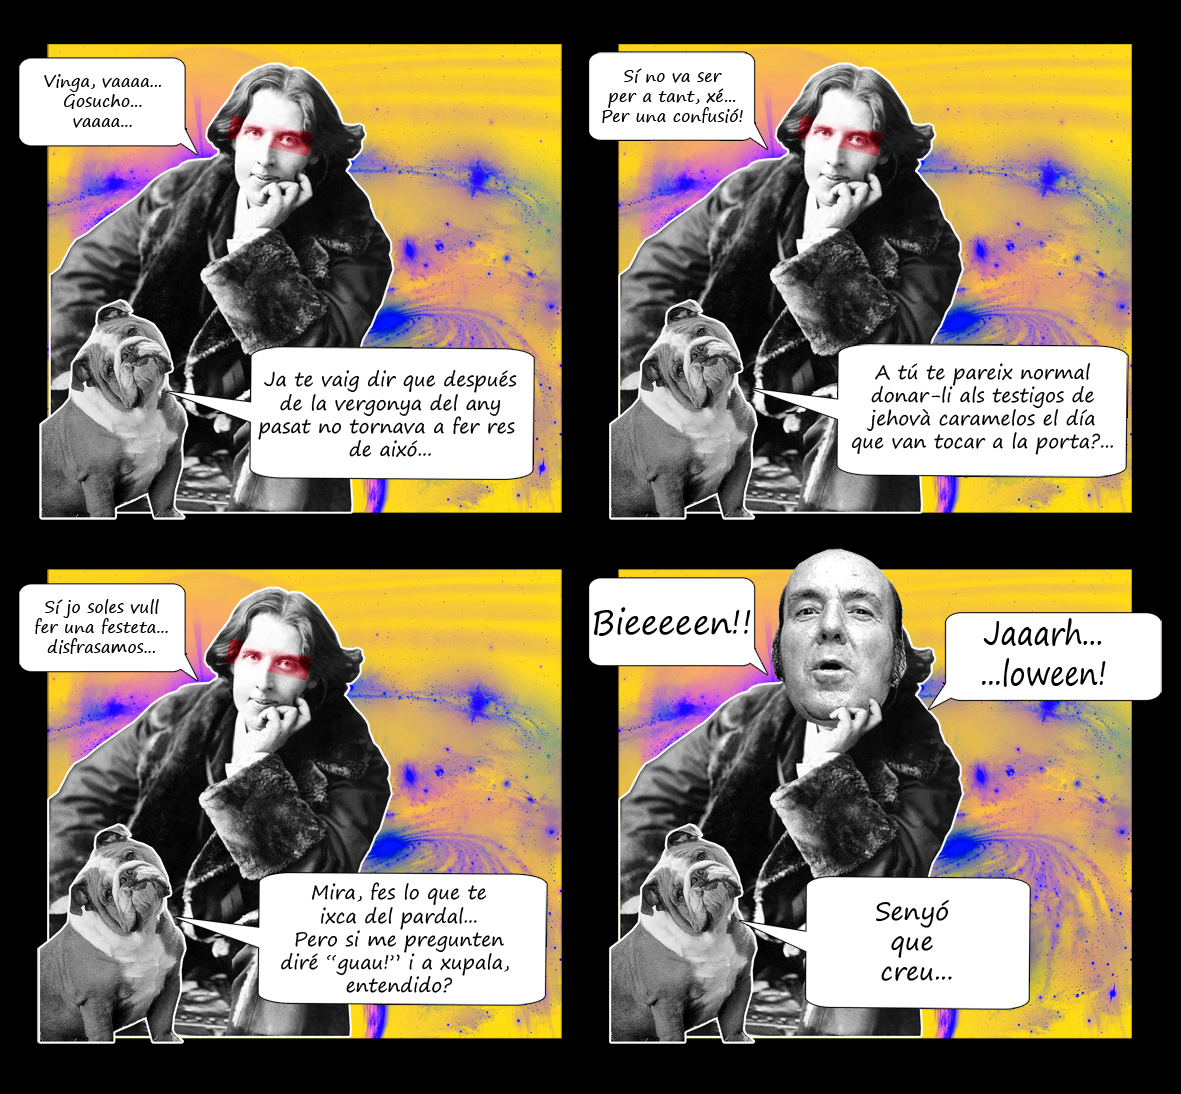 Vinga, vaaaa...
Gosucho...
vaaaa...
Ja te vaig dir que después
de la vergonya del any
pasat no tornava a fer res
de aixó...
Sí no va ser
per a tant, xé...
Per una confusió!
A tú te pareix normal
donar-li als testigos de
jehovà caramelos el día
que van tocar a la porta?...
Sí jo soles vull
fer una festeta...
disfrasamos...
Mira, fes lo que te
ixca del pardal...
Pero si me pregunten
diré “guau!” i a xupala,
entendido?
Bieeeeen!!
Jaaarh...
...loween!
Senyó
que
creu...